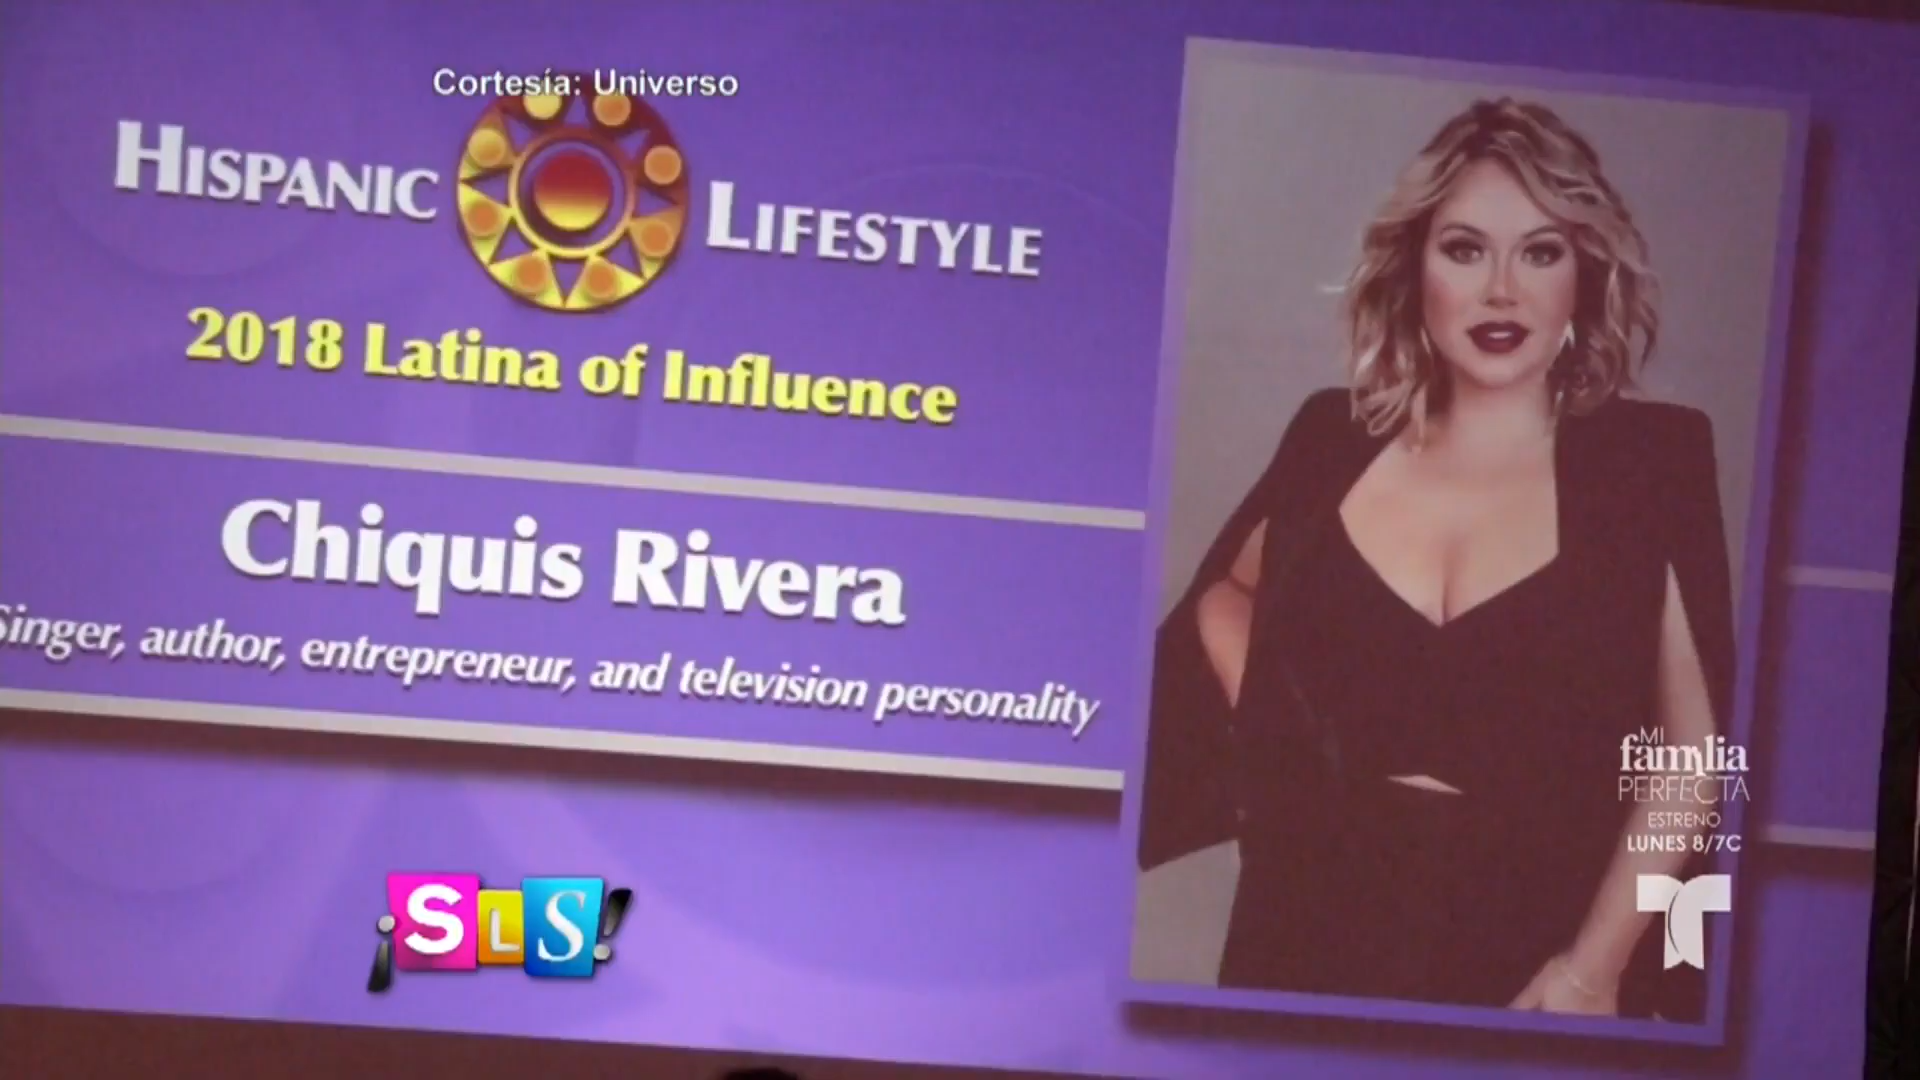 Cortesía: Universo
HISPANIC LIFESTYLE
2018 Latina of Influence
Chiquis Rivera
Singer, author, entrepreneur, and television personality
MI
familia
PERFECTA
ESTRENO
LUNES 8/7C
T
¡SLS!